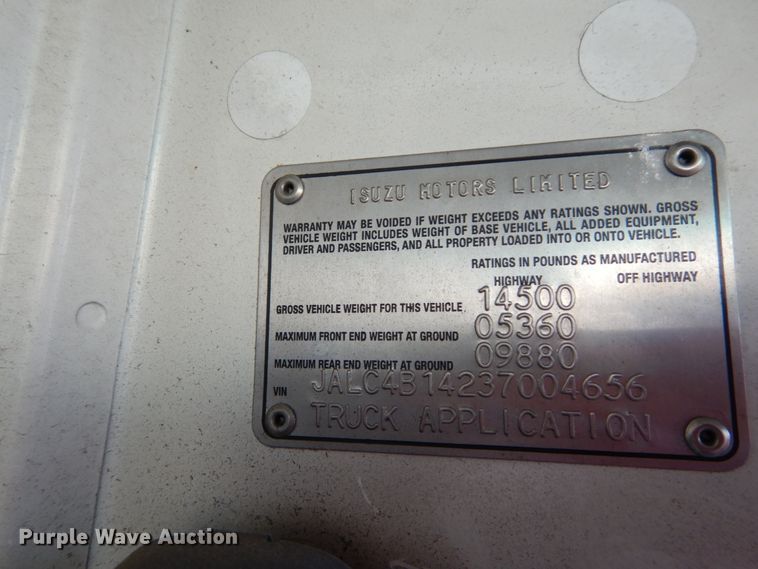 ISUZU MOTORS LIMITED
WARRANTY MAY BE VOIDED IF WEIGHT EXCEEDS ANY RATINGS SHOWN. GROSS
VEHICLE WEIGHT INCLUDES WEIGHT OF BASE VEHICLE, ALL ADDED EQUIPMENT,
DRIVER AND PASSENGERS, AND ALL PROPERTY LOADED INTO OR ONTO VEHICLE.
RATINGS IN POUNDS AS MANUFACTURED
HIGHWAY OFF HIGHWAY
GROSS VEHICLE WEIGHT FOR THIS VEHICLE 14500
MAXIMUM FRONT END WEIGHT AT GROUND 05360
MAXIMUM REAR END WEIGHT AT GROUND 09880
VIN JALC4B14237004656
TRUCK APPLICATION
Purple Wave Auction